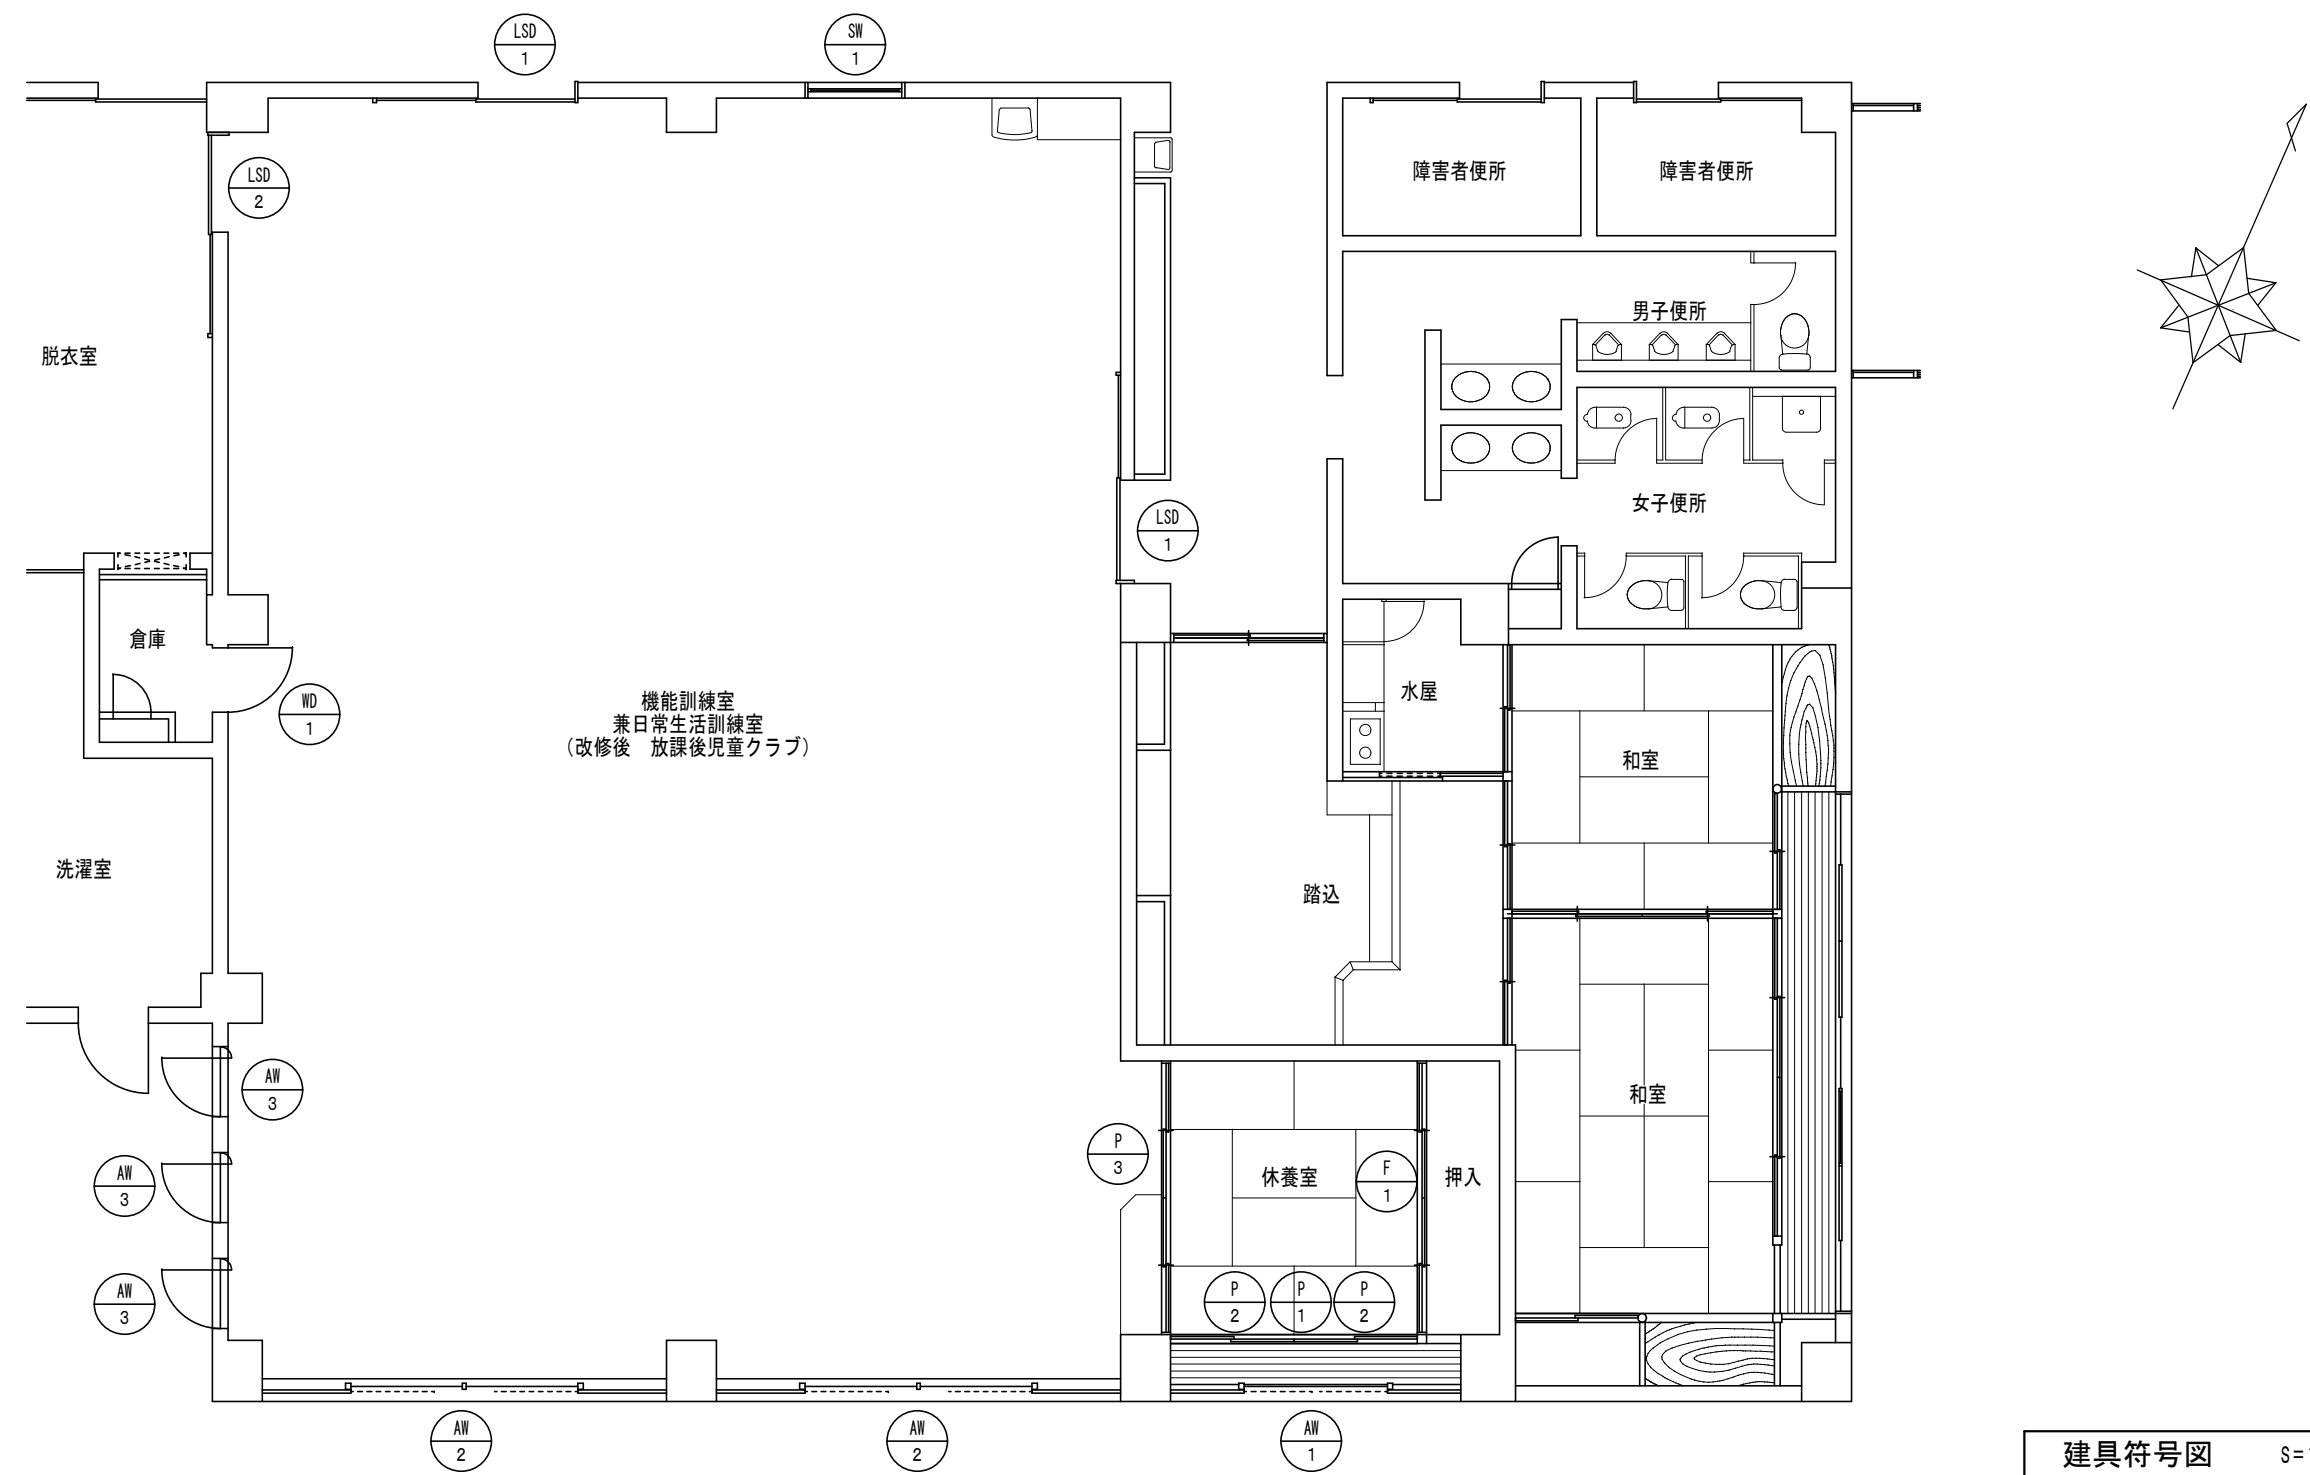 LSD
1
SW
1
LSD
2
障害者便所
障害者便所
男子便所
脱衣室
女子便所
LSD
1
倉庫
WD
1
機能訓練室
兼日常生活訓練室
(改修後 放課後児童クラブ)
水屋
和室
洗濯室
踏込
AW
3
和室
P
3
AW
3
休養室
F
1
押入
AW
3
P
2
P
1
P
2
AW
2
AW
2
AW
1
建具符号図 S=